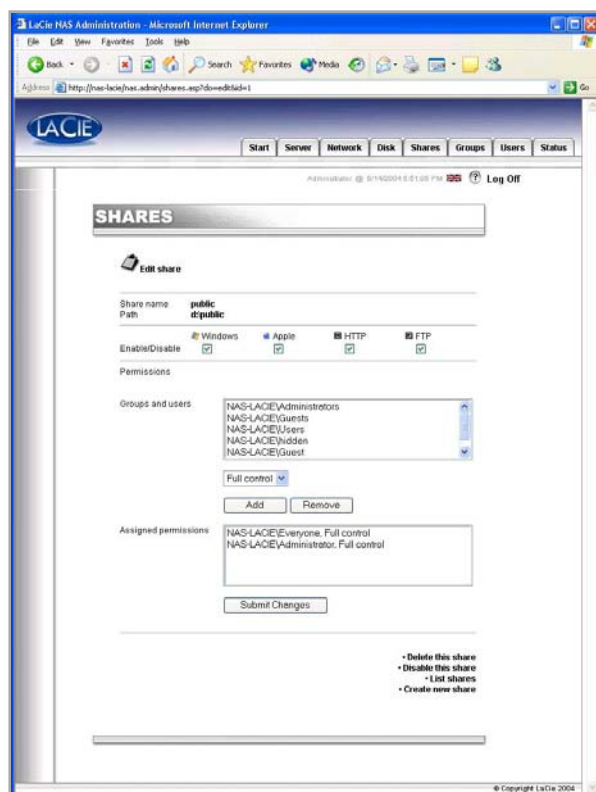 LaCie NAS Administration - Microsoft Internet Explorer
File Edit View Favorites Tools Help
Back Search Favorites Media
Address http://nas-lacie/nas.admin/shares.asp?do=edit&id=1 Go
LACIE
Start Server Network Disk Shares Groups Users Status
Log Off
SHARES
Edit share
Share name public
Path d:\public
Windows Apple HTTP FTP
Enable/Disable
Permissions
Groups and users
NAS-LACIE\Administrators
NAS-LACIE\Guests
NAS-LACIE\Users
NAS-LACIE\hidden
NAS-LACIE\Guest
Full control
Add Remove
Assigned permissions
NAS-LACIE\Everyone, Full control
NAS-LACIE\Administrator, Full control
Submit Changes
• Delete this share
• Disable this share
• List shares
• Create new share
© Copyright LaCie 2004